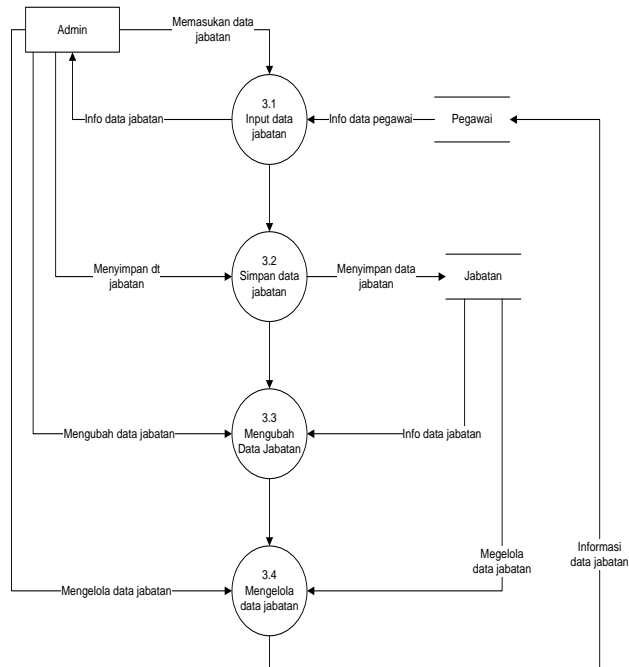 Admin
Memasukan data
jabatan
3.1
Input data
jabatan
Info data jabatan
Info data pegawai
Pegawai
3.2
Simpan data
jabatan
Menyimpan dt
jabatan
Menyimpan data
jabatan
Jabatan
3.3
Mengubah
Data Jabatan
Mengubah data jabatan
Info data jabatan
3.4
Mengelola
data jabatan
Mengelola data jabatan
Megelola
data jabatan
Informasi
data jabatan